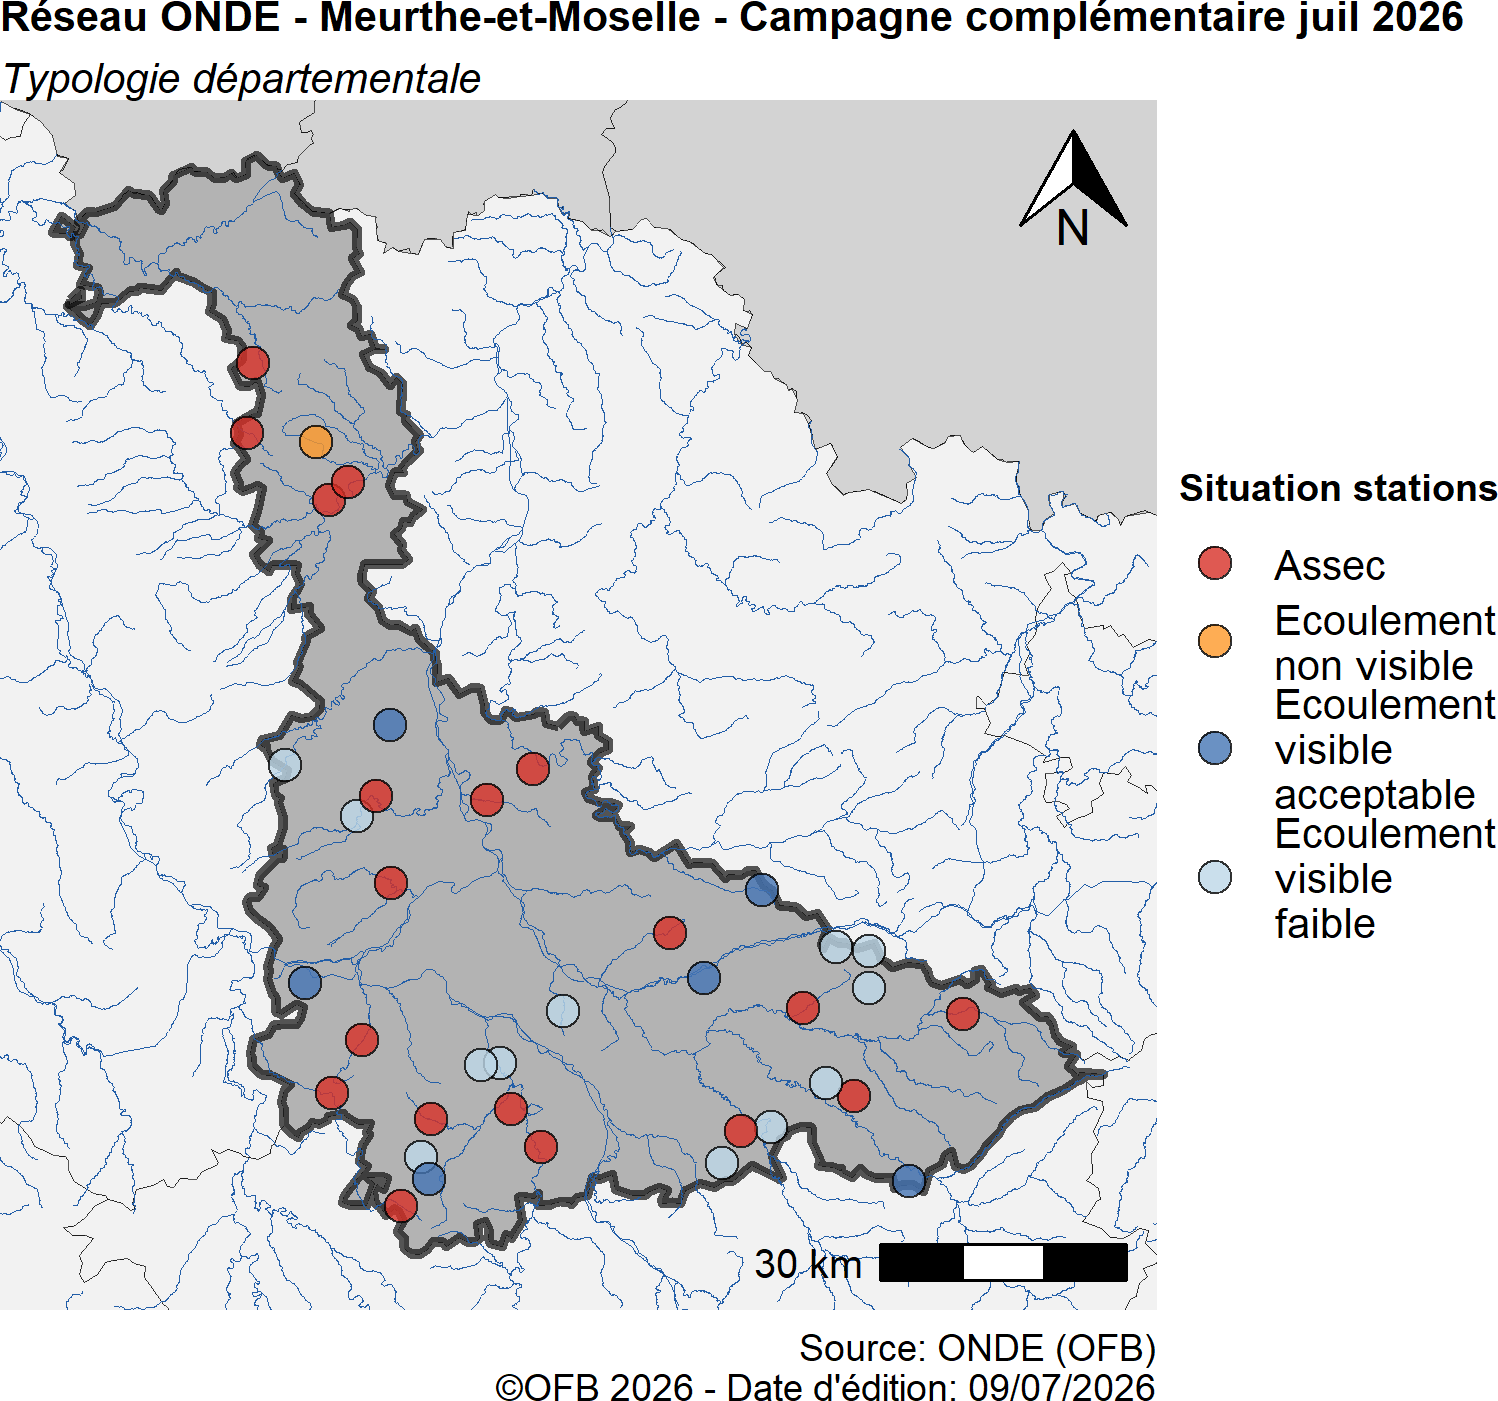 Réseau ONDE - Meurthe-et-Moselle - Campagne complémentaire juil 2026
Typologie départementale
N
Situation stations
Assec
Ecoulement
non visible
Ecoulement
visible
acceptable
Ecoulement
visible
faible
30 km
Source: ONDE (OFB)
©OFB 2026 - Date d'édition: 09/07/2026